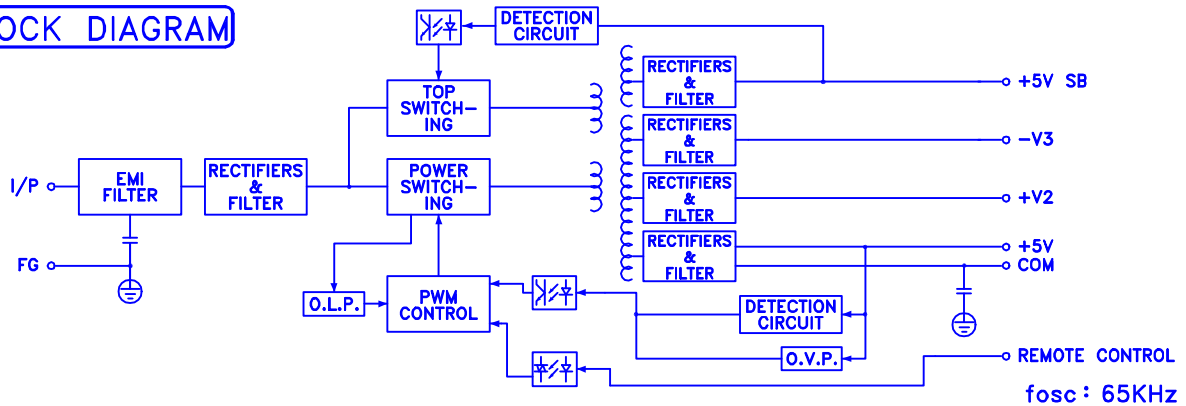 OCK DIAGRAM
DETECTION
CIRCUIT
RECTIFIERS
&
FILTER
+5V SB
TOP
SWITCH-
ING
RECTIFIERS
&
FILTER
-V3
I/P
EMI
FILTER
RECTIFIERS
&
FILTER
POWER
SWITCH-
ING
RECTIFIERS
&
FILTER
+V2
RECTIFIERS
&
FILTER
+5V
COM
FG
O.L.P.
PWM
CONTROL
DETECTION
CIRCUIT
O.V.P.
REMOTE CONTROL
fosc : 65KHz